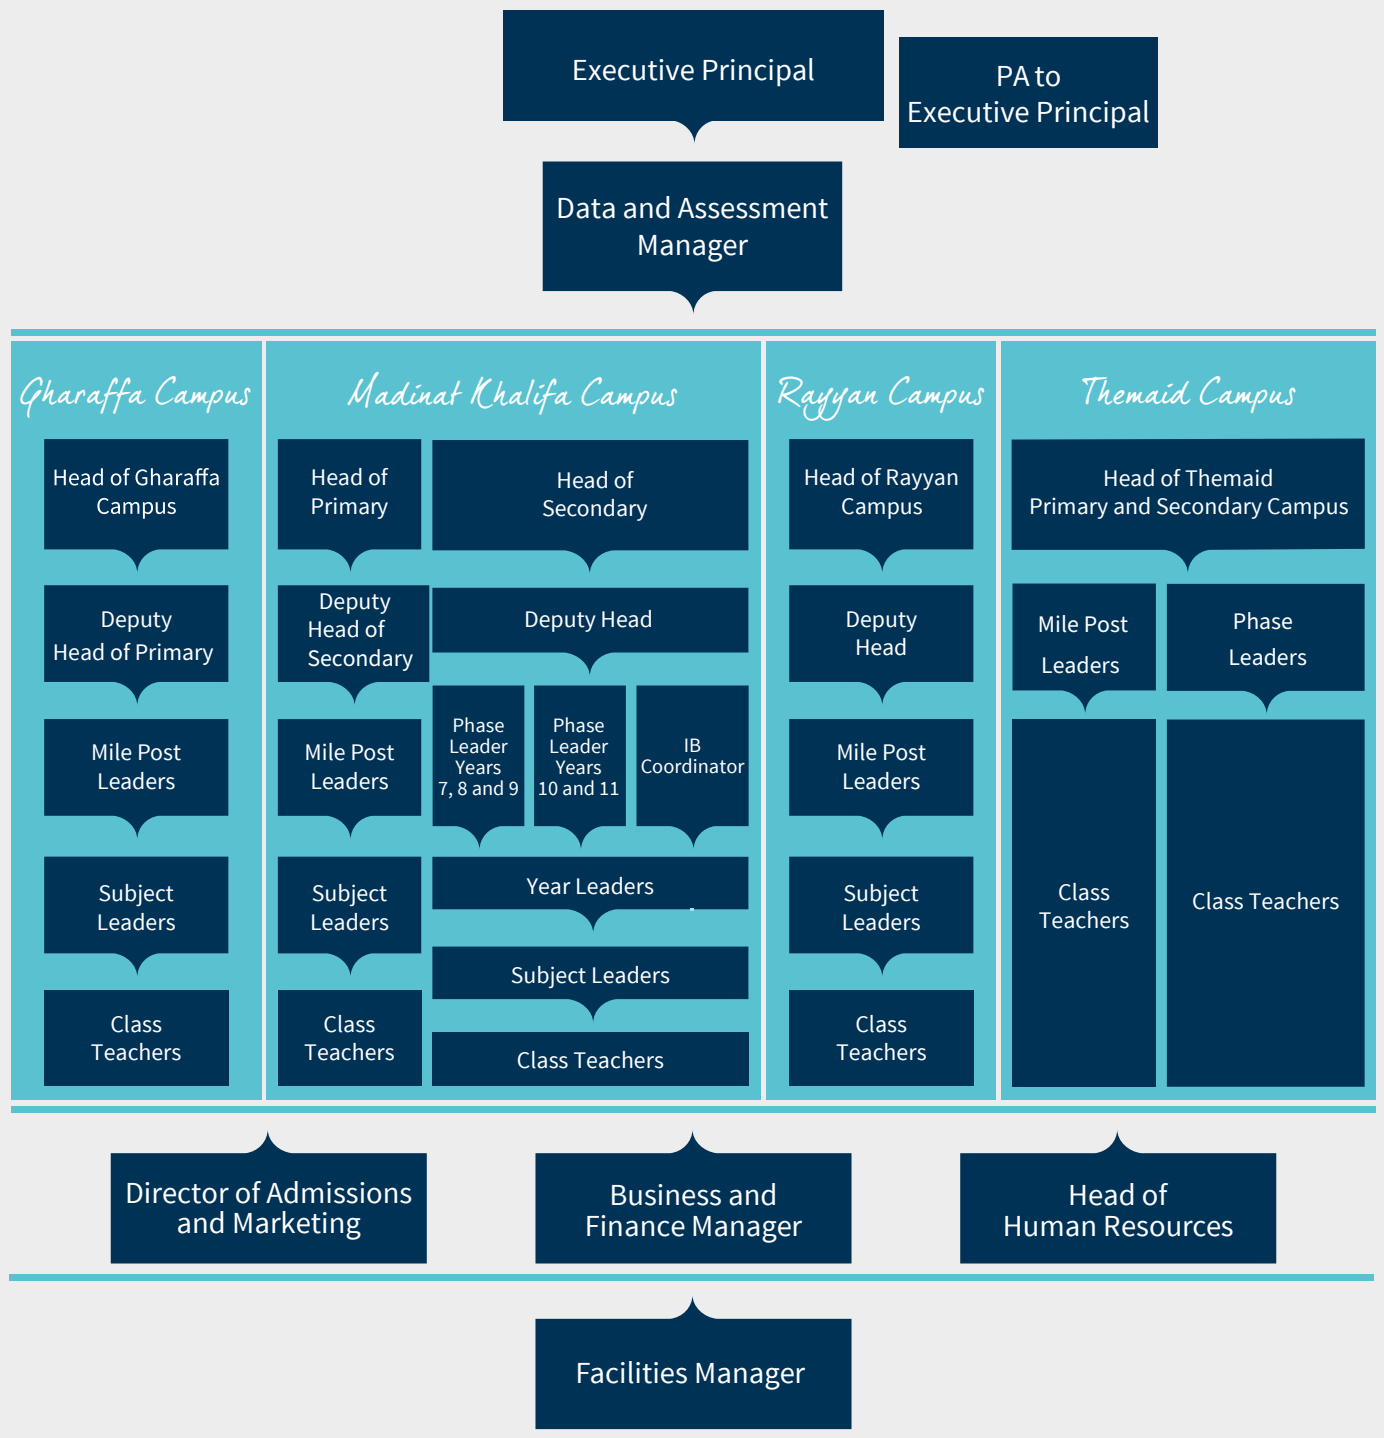 Executive Principal
PA to
Executive Principal
Data and Assessment
Manager
Gharaffa Campus
Head of Gharaffa
Campus
Deputy
Head of Primary
Mile Post
Leaders
Subject
Leaders
Class
Teachers
Madinat Khalifa Campus
Head of
Primary
Deputy
Head of
Secondary
Mile Post
Leaders
Subject
Leaders
Class
Teachers
Head of
Secondary
Deputy Head
Phase
Leader
Years
7, 8 and 9
Phase
Leader
Years
10 and 11
IB
Coordinator
Year Leaders
Subject Leaders
Class Teachers
Rayyan Campus
Head of Rayyan
Campus
Deputy
Head
Mile Post
Leaders
Subject
Leaders
Class
Teachers
Themaid Campus
Head of Themaid
Primary and Secondary Campus
Mile Post
Leaders
Class
Teachers
Phase
Leaders
Class Teachers
Director of Admissions
and Marketing
Business and
Finance Manager
Head of
Human Resources
Facilities Manager